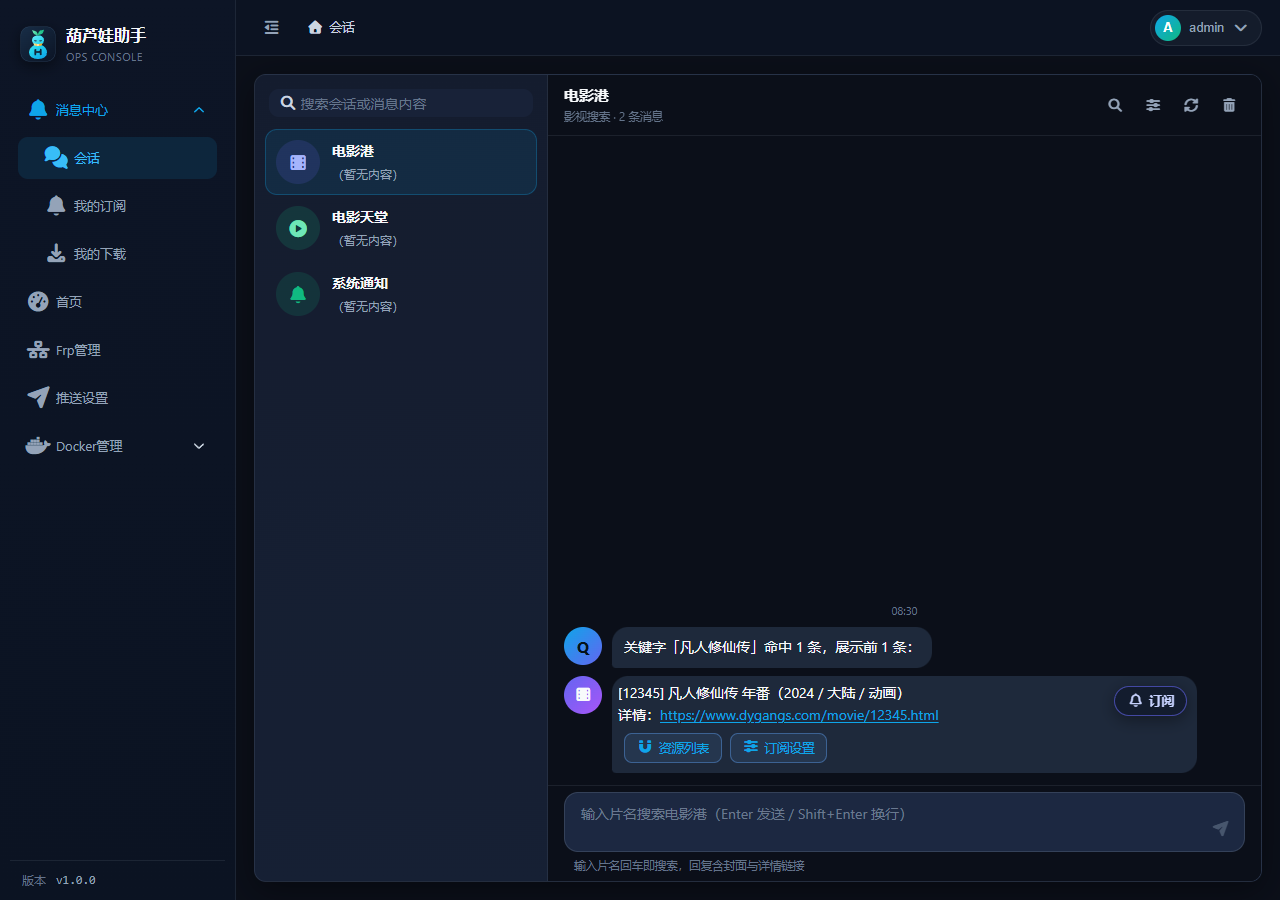 葫芦娃助手
OPS CONSOLE
消息中心
会话
我的订阅
我的下载
首页
Frp管理
推送设置
Docker管理
版本 v1.0.0
会话
A admin
搜索会话或消息内容
电影港
(暂无内容)
电影天堂
(暂无内容)
系统通知
(暂无内容)
电影港
影视搜索 · 2 条消息
08:30
Q
关键字「凡人修仙传」命中 1 条，展示前 1 条：
[12345] 凡人修仙传 年番（2024 / 大陆 / 动画）
订阅
详情：https://www.dygangs.com/movie/12345.html
资源列表
订阅设置
输入片名搜索电影港（Enter 发送 / Shift+Enter 换行）
输入片名回车即搜索，回复含封面与详情链接